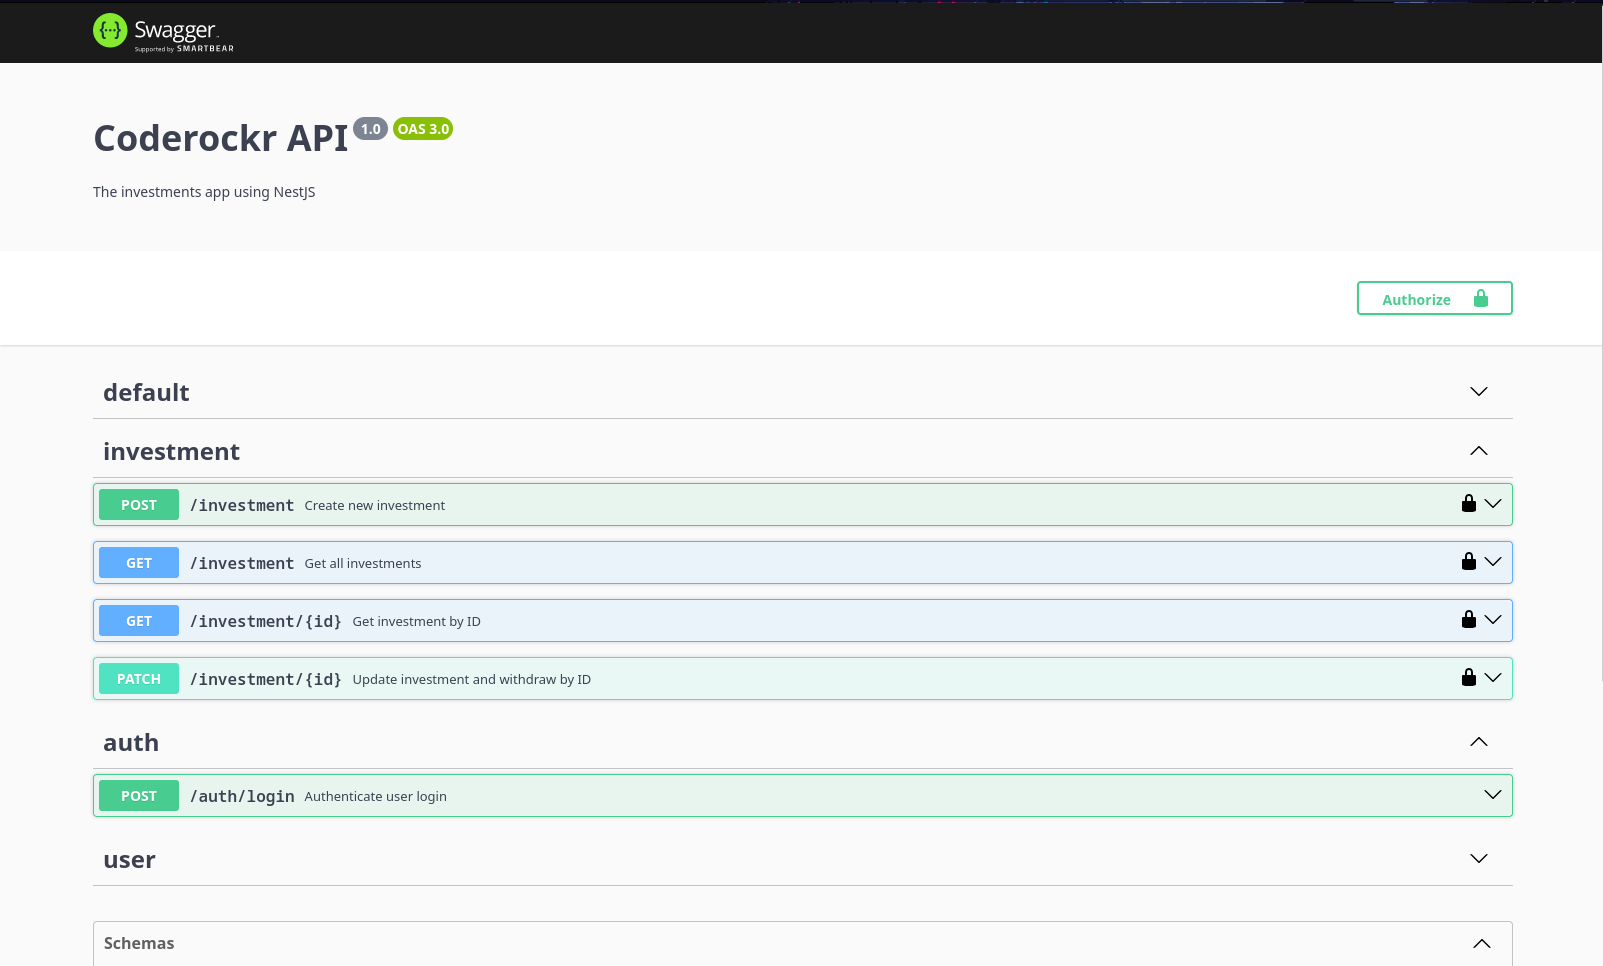 {···} Swagger
Supported by SMARTBEAR
Coderockr API 1.0 OAS 3.0
The investments app using NestJS
Authorize
default
investment
POST /investment Create new investment
GET /investment Get all investments
GET /investment/{id} Get investment by ID
PATCH /investment/{id} Update investment and withdraw by ID
auth
POST /auth/login Authenticate user login
user
Schemas